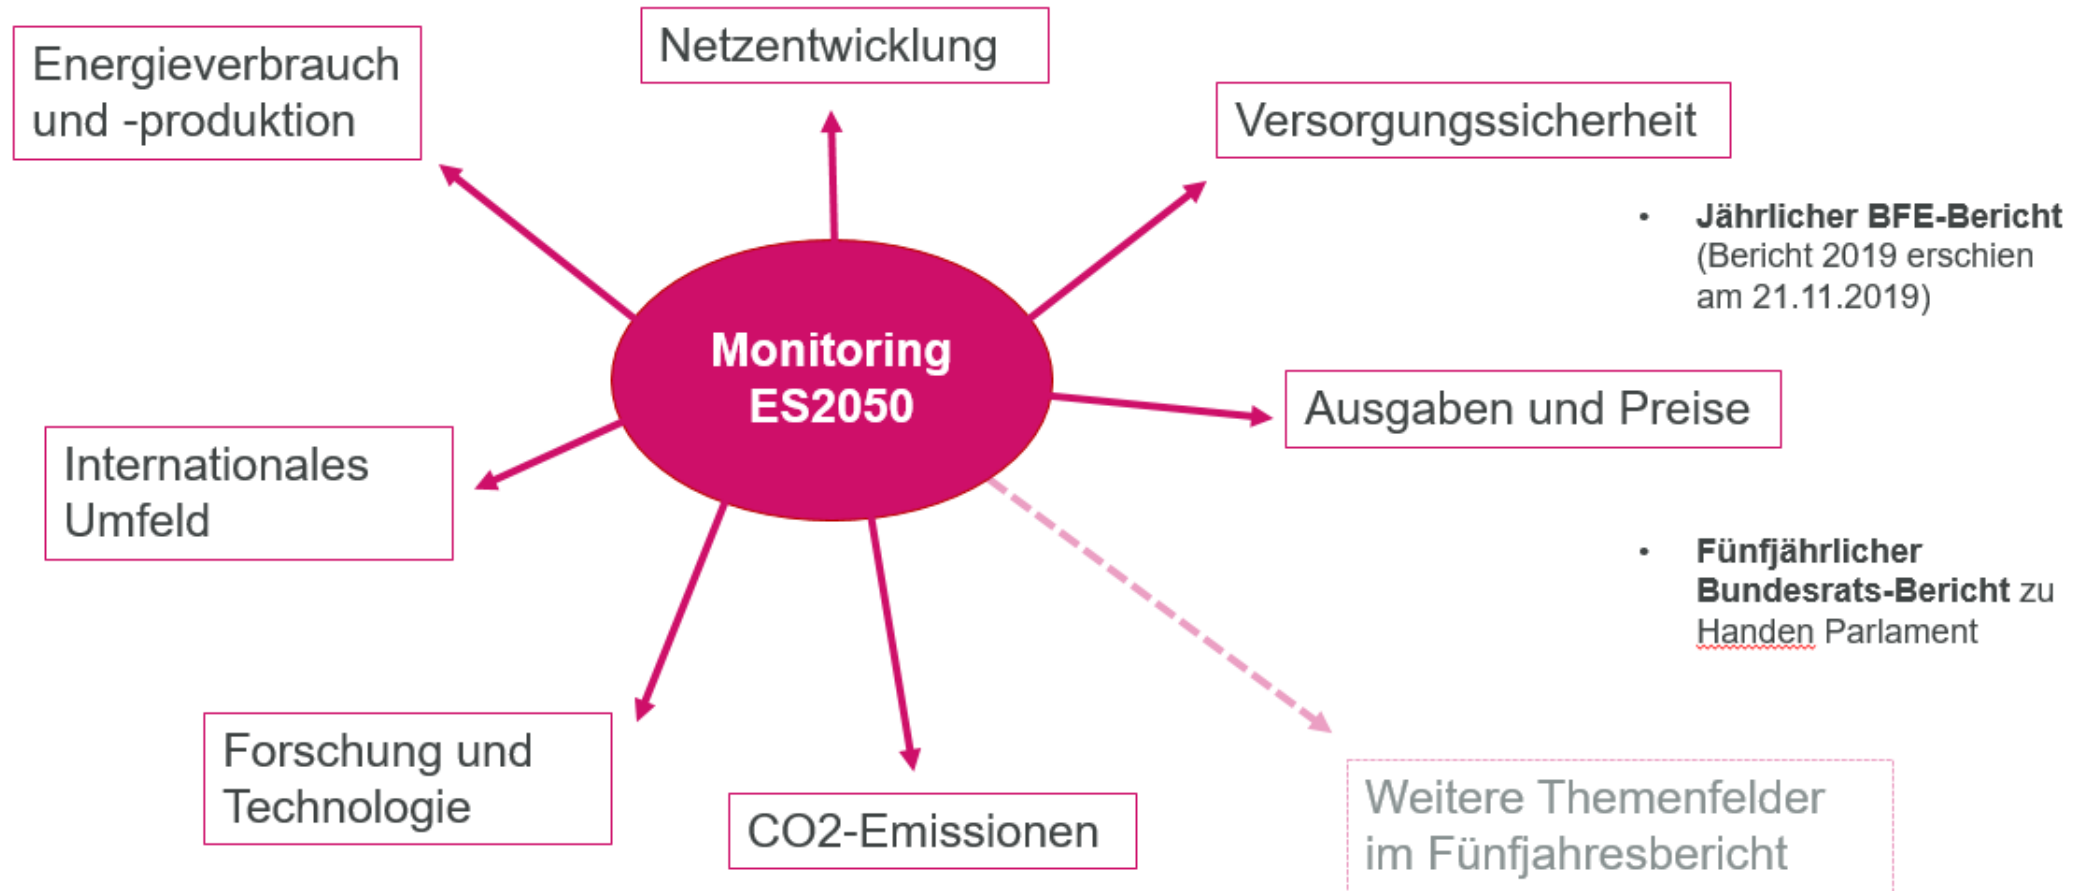 Energieverbrauch
und -produktion
Netzentwicklung
Versorgungssicherheit
• Jährlicher BFE-Bericht
(Bericht 2019 erschien
am 21.11.2019)
Monitoring
ES2050
Ausgaben und Preise
Internationales
Umfeld
• Fünfjährlicher
Bundesrats-Bericht zu
Handen Parlament
Forschung und
Technologie
CO2-Emissionen
Weitere Themenfelder
im Fünfjahresbericht